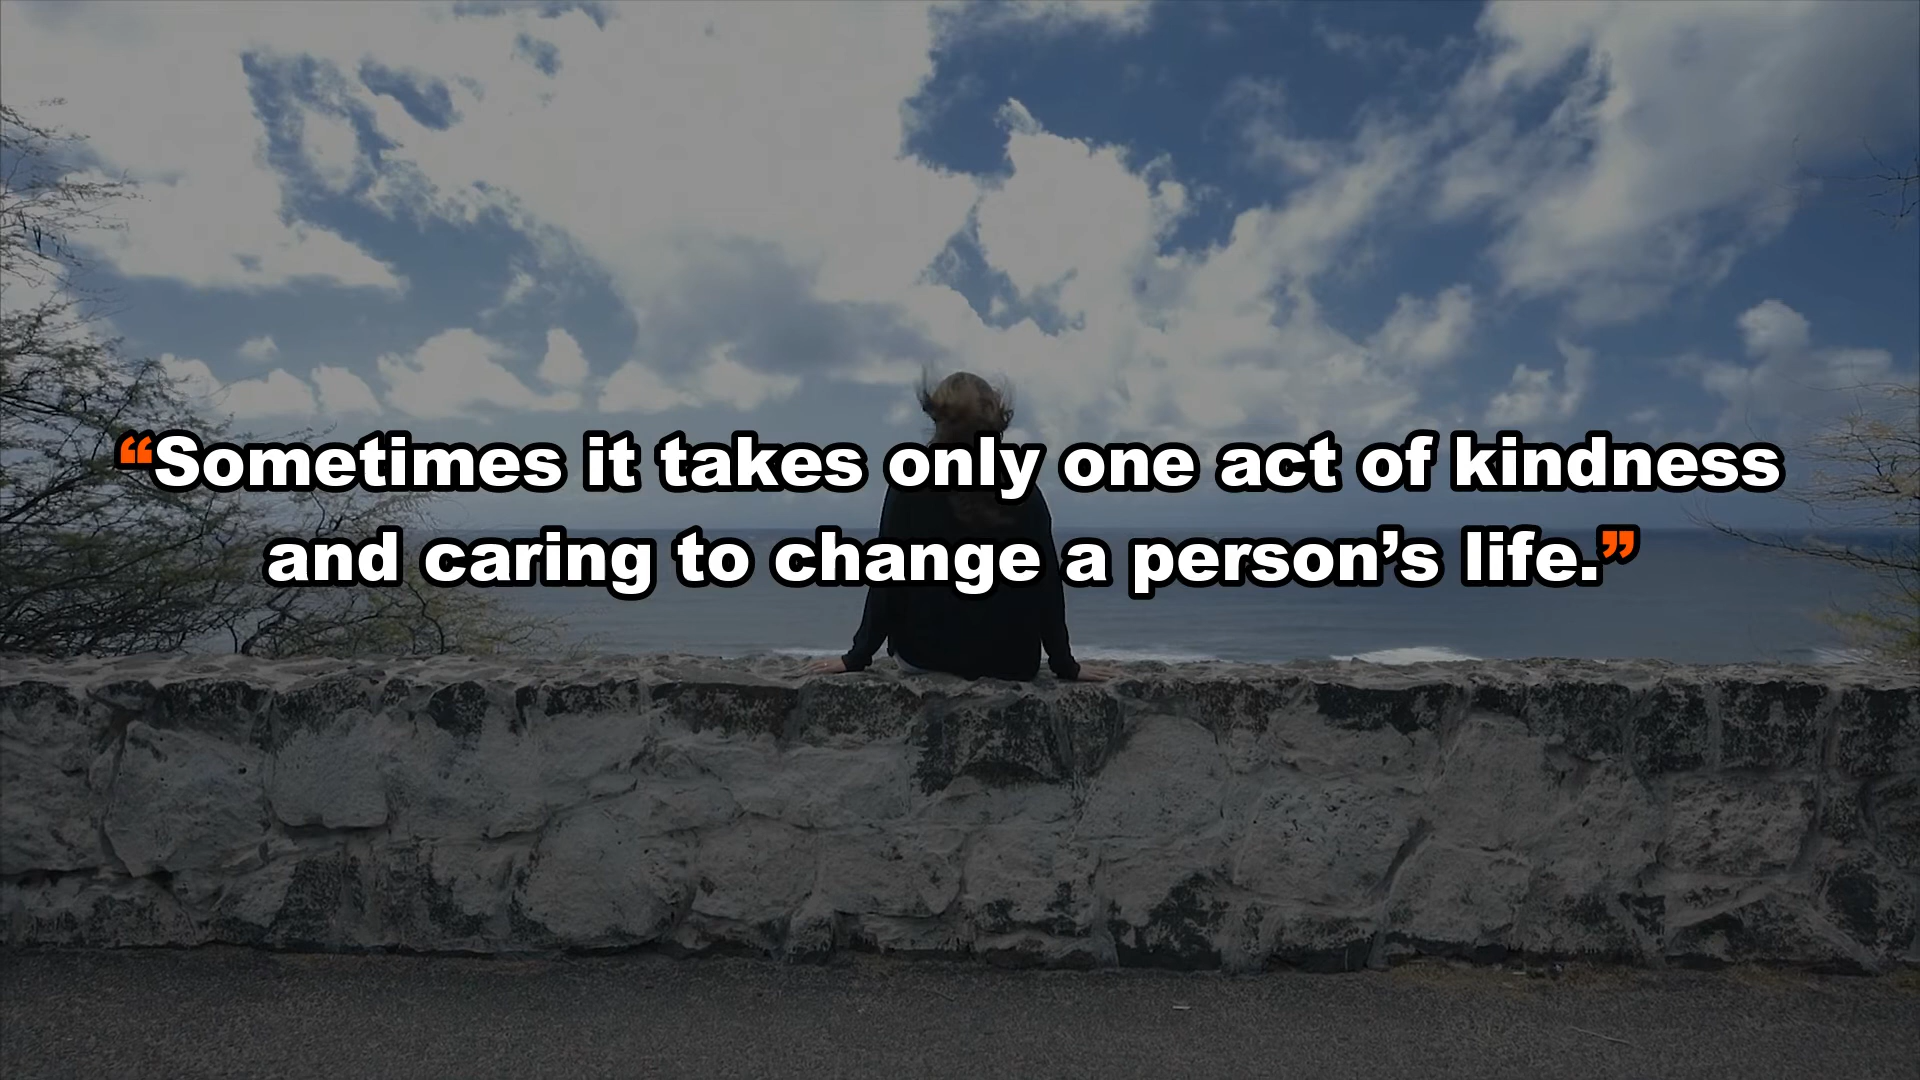 “Sometimes it takes only one act of kindness
and caring to change a person’s life.”